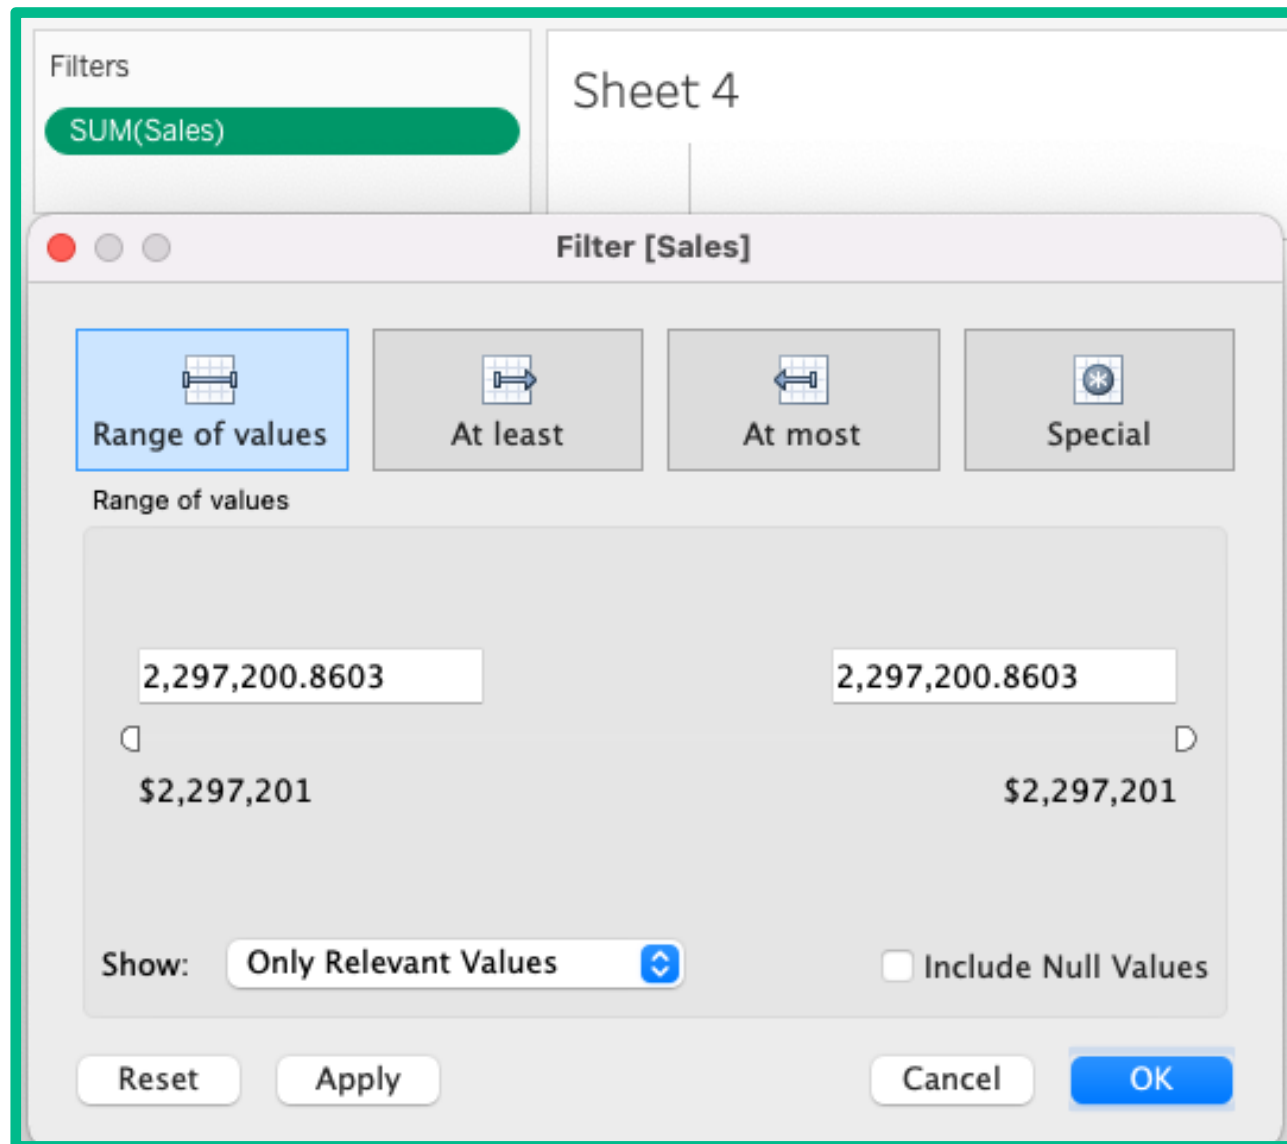 Filters
SUM(Sales)
Sheet 4
Filter [Sales]
Range of values
At least
At most
Special
Range of values
2,297,200.8603
2,297,200.8603
$2,297,201
$2,297,201
Show:
Only Relevant Values
Include Null Values
Reset
Apply
Cancel
OK